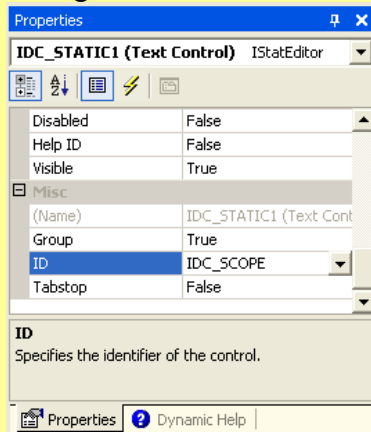 Properties
IDC_STATIC1 (Text Control) IStatEditor
Disabled False
Help ID False
Visible True
Misc
(Name) IDC_STATIC1 (Text Cont
Group True
ID IDC_SCOPE
Tabstop False
ID
Specifies the identifier of the control.
Properties Dynamic Help